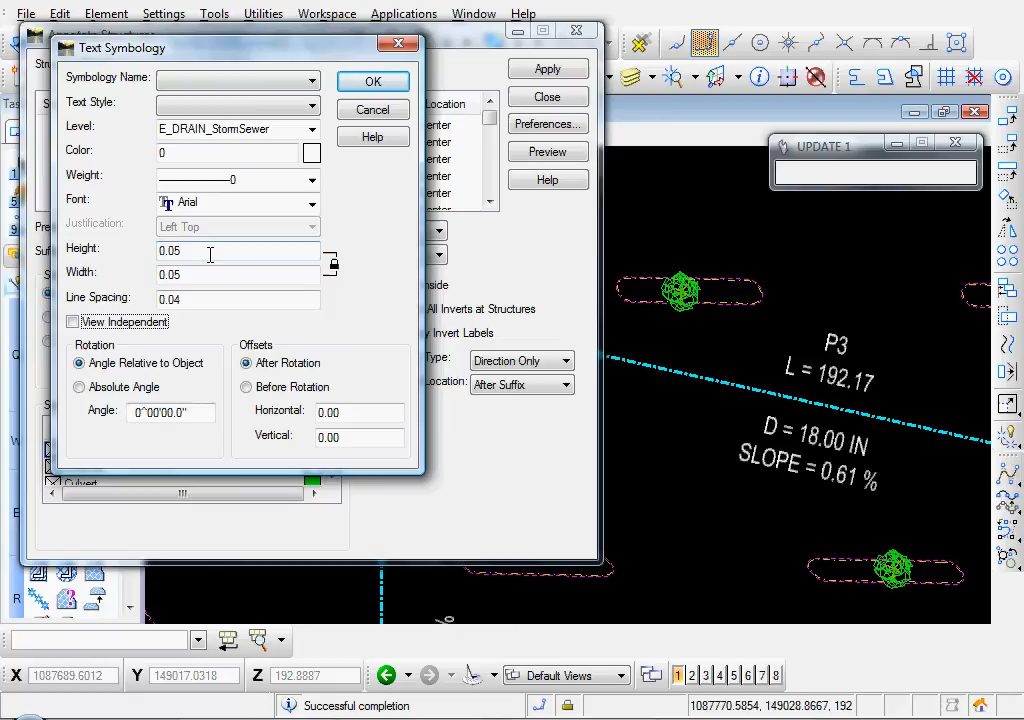 File Edit Element Settings Tools Utilities Workspace Applications Window Help
Text Symbology
Symbology Name:
OK
Text Style:
Cancel
Level: E_DRAIN_StormSewer
Help
Color: 0
Weight: 0
Font: Arial
Justification: Left Top
Height: 0.05
Width: 0.05
Line Spacing: 0.04
View Independent
Rotation
Angle Relative to Object
Absolute Angle
Angle: 0^00'00.0"
Offsets
After Rotation
Before Rotation
Horizontal: 0.00
Vertical: 0.00
Culvert
Location
enter
enter
enter
enter
enter
Apply
Close
Preferences...
Preview
Help
nside
All Inverts at Structures
y Invert Labels
Type: Direction Only
Location: After Suffix
UPDATE 1
P3
L = 192.17
D = 18.00 IN
SLOPE = 0.61 %
%
X 1087689.6012 Y 149017.0318 Z 192.8887
Default Views
1 2 3 4 5 6 7 8
Successful completion
1087770.5854, 149028.8667, 192